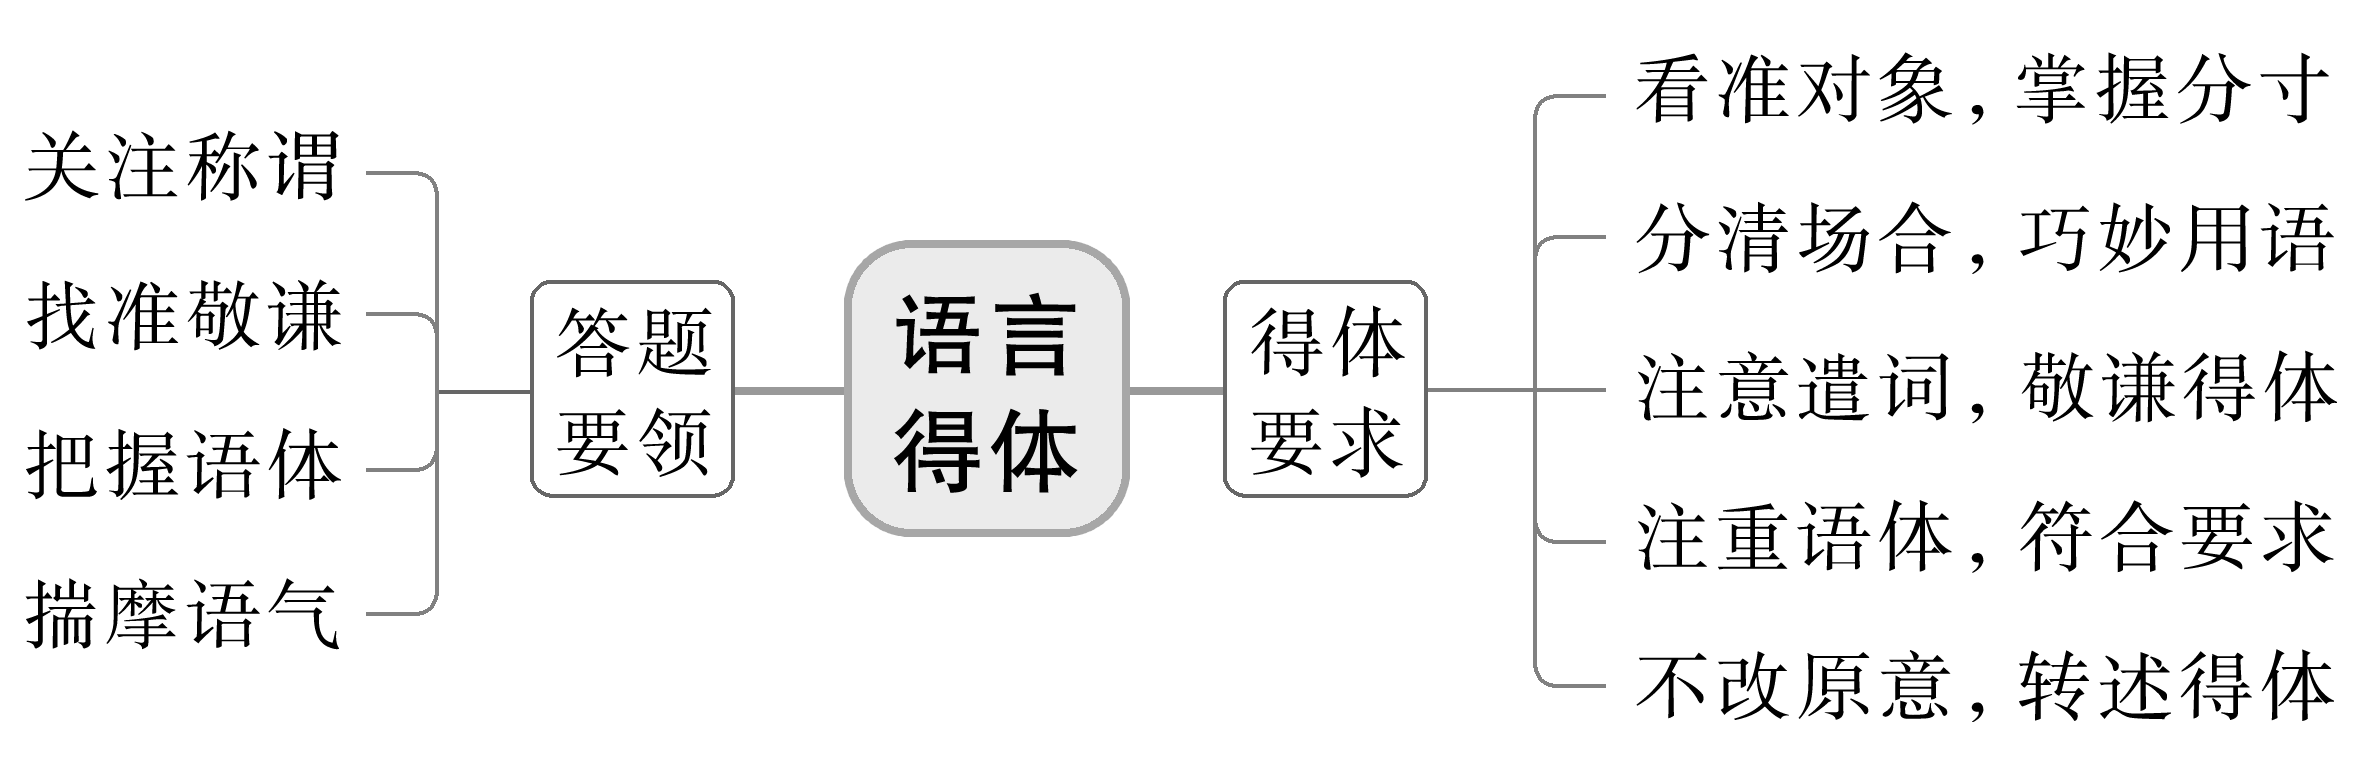 关注称谓
找准敬谦
把握语体
揣摩语气
答题
要领
语言
得体
得体
要求
看准对象，掌握分寸
分清场合，巧妙用语
注意遣词，敬谦得体
注重语体，符合要求
不改原意，转述得体